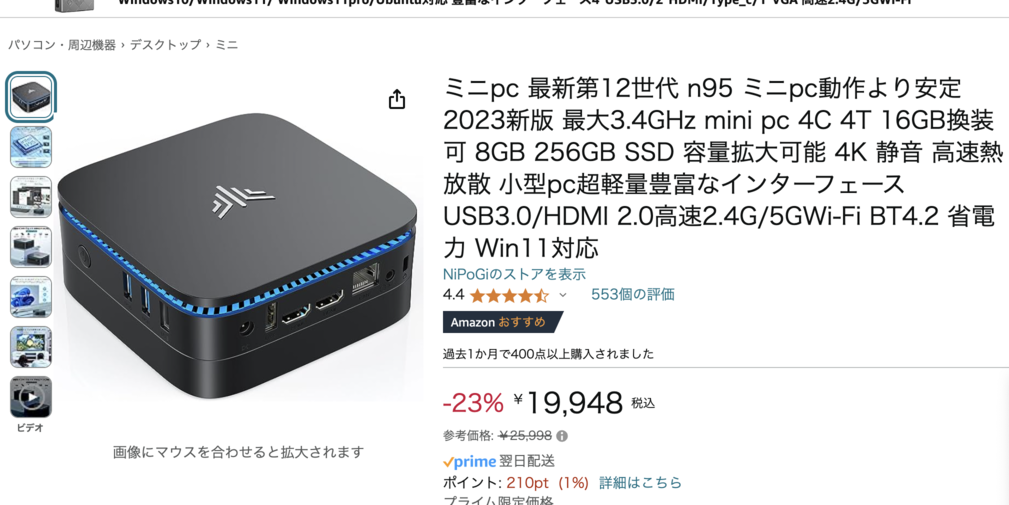 Windows10/Windows11/ Windows11pro/Ubuntu対応 豊富なインターフェース4*USB3.0/2*HDMI/Type_c/1*VGA 高速2.4G/5GWi-Fi
パソコン・周辺機器 › デスクトップ › ミニ
ミニpc 最新第12世代 n95 ミニpc動作より安定
2023新版 最大3.4GHz mini pc 4C 4T 16GB換装
可 8GB 256GB SSD 容量拡大可能 4K 静音 高速熱
放散 小型pc超軽量豊富なインターフェース
USB3.0/HDMI 2.0高速2.4G/5GWi-Fi BT4.2 省電
力 Win11対応
NiPoGiのストアを表示
4.4 553個の評価
Amazon おすすめ
過去1か月で400点以上購入されました
-23% ¥19,948 税込
参考価格: ¥25,998
prime 翌日配送
ポイント: 210pt (1%) 詳細はこちら
プライム限定価格
ビデオ
画像にマウスを合わせると拡大されます